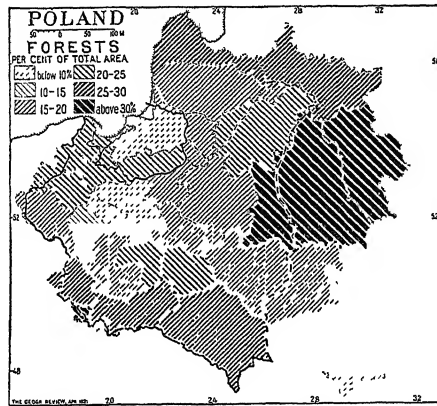 POLAND
50 0 50 100 M
FORESTS
PER CENT OF TOTAL AREA
below 10% 20-25
10-15 25-30
15-20 above 30%
20 24 28 32
52 52
48
20 24 28 32
THE GEOGR. REVIEW, APR. 1921